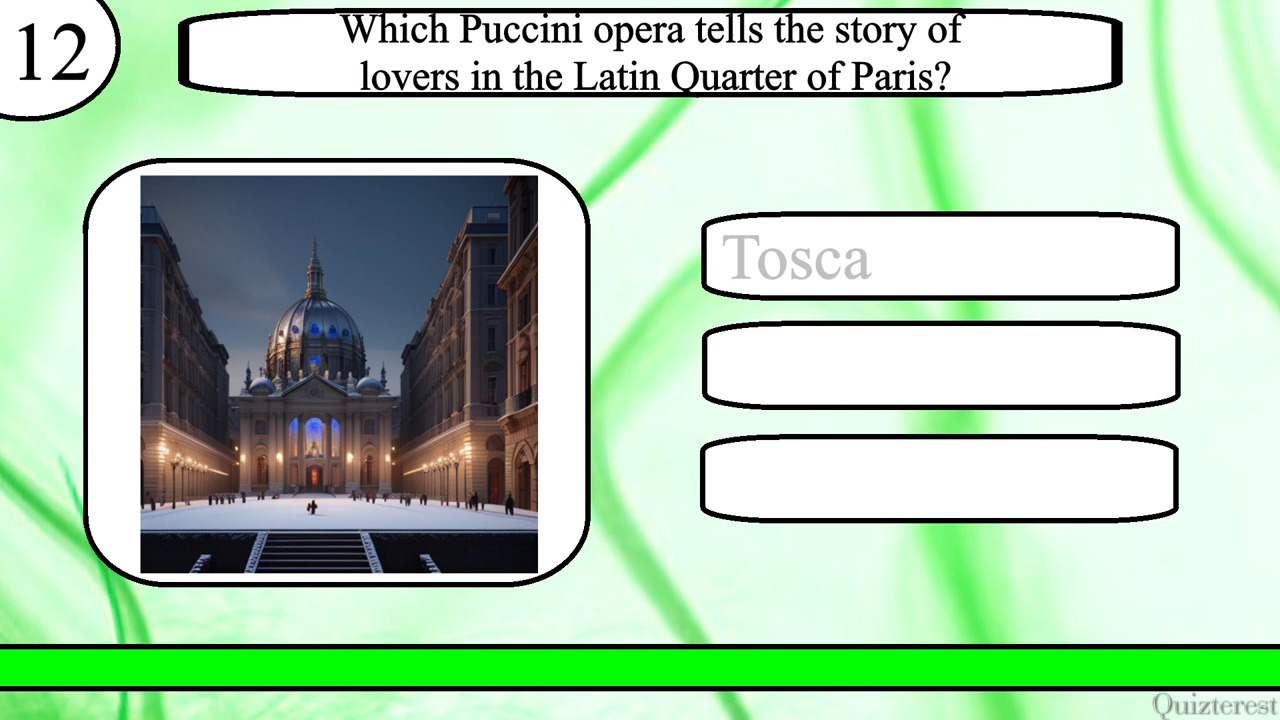 12
Which Puccini opera tells the story of
lovers in the Latin Quarter of Paris?
Tosca
Quizterest